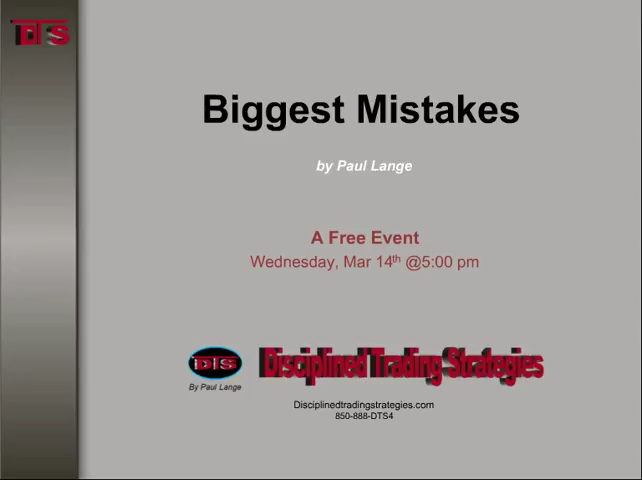 DTS
Biggest Mistakes
by Paul Lange
A Free Event
Wednesday, Mar 14th @5:00 pm
DTS
Disciplined Trading Strategies
By Paul Lange
Disciplinedtradingstrategies.com
850-888-DTS4